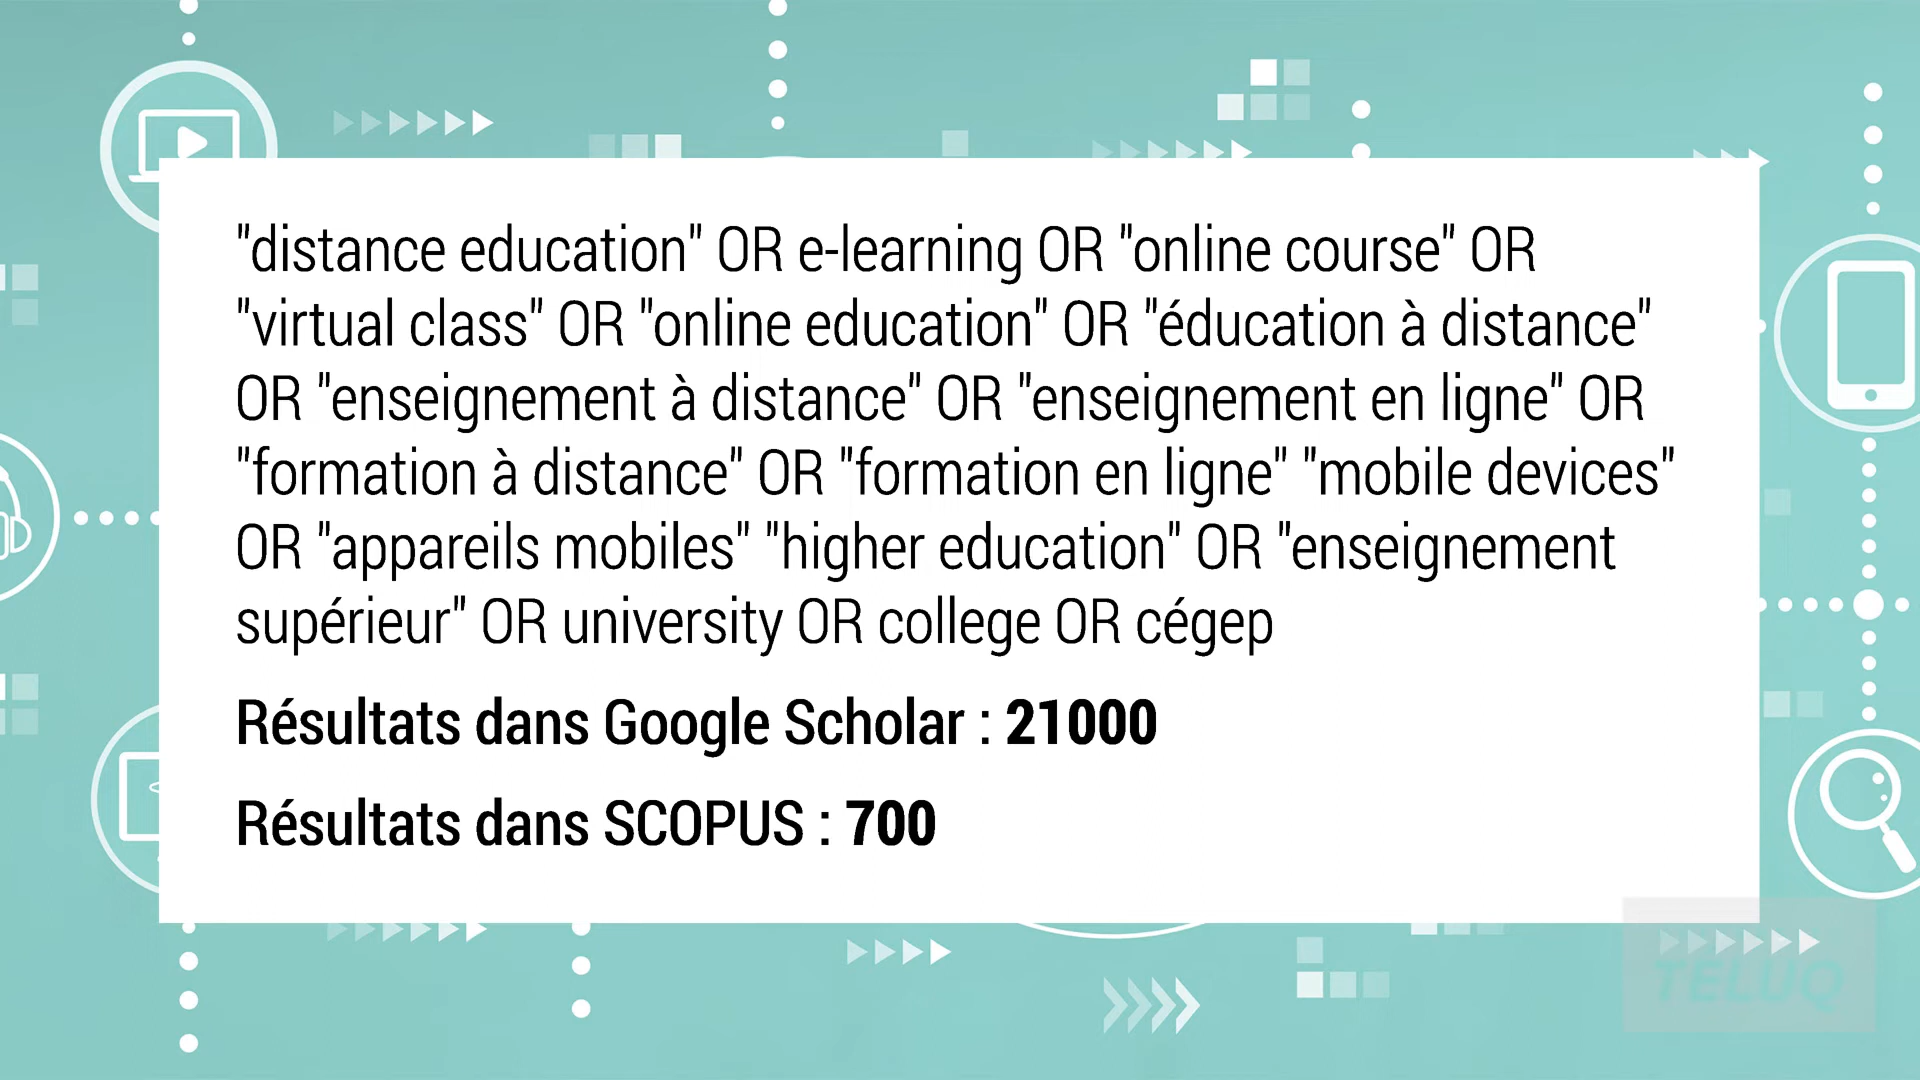 "distance education" OR e-learning OR "online course" OR
"virtual class" OR "online education" OR "éducation à distance"
OR "enseignement à distance" OR "enseignement en ligne" OR
"formation à distance" OR "formation en ligne" "mobile devices"
OR "appareils mobiles" "higher education" OR "enseignement
supérieur" OR university OR college OR cégep
Résultats dans Google Scholar : 21000
Résultats dans SCOPUS : 700
TELUQ